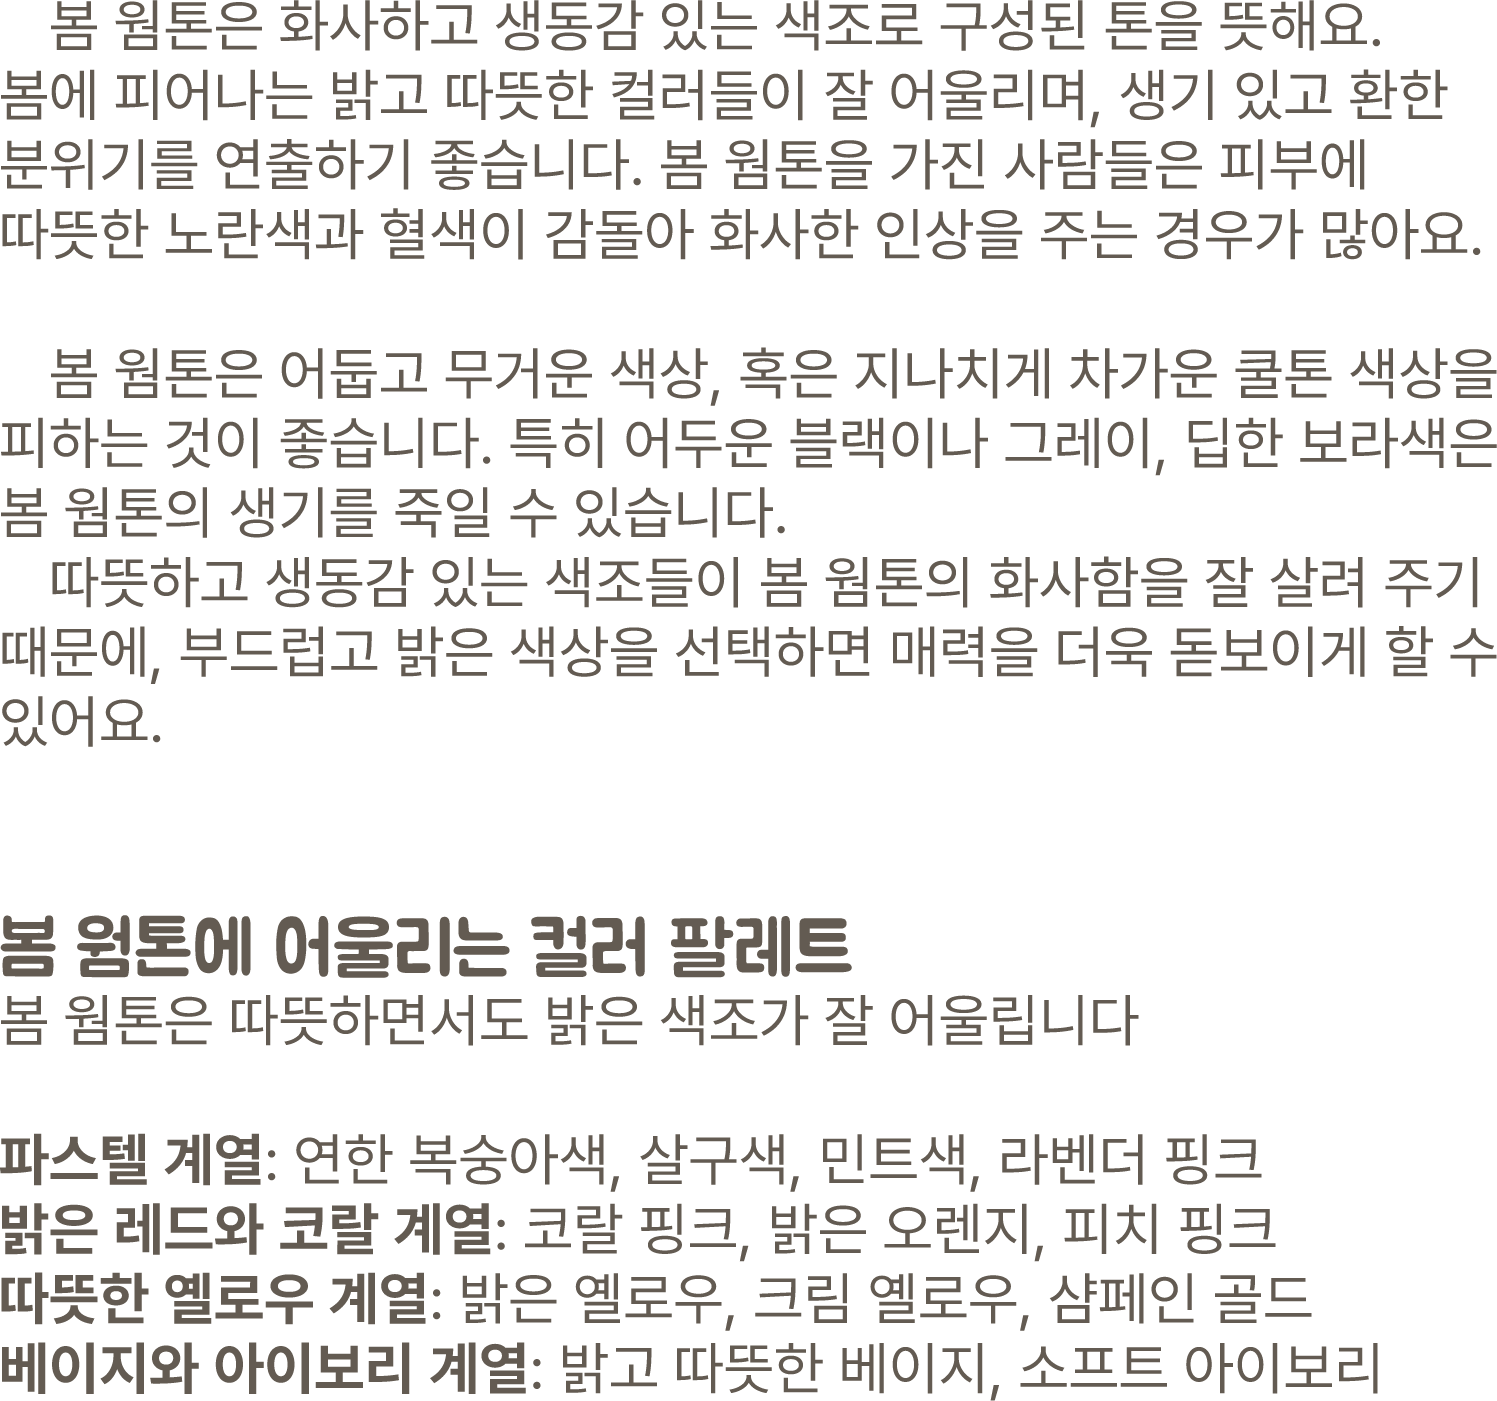 봄 웜톤은 화사하고 생동감 있는 색조로 구성된 톤을 뜻해요.
봄에 피어나는 밝고 따뜻한 컬러들이 잘 어울리며, 생기 있고 환한
분위기를 연출하기 좋습니다. 봄 웜톤을 가진 사람들은 피부에
따뜻한 노란색과 혈색이 감돌아 화사한 인상을 주는 경우가 많아요.
봄 웜톤은 어둡고 무거운 색상, 혹은 지나치게 차가운 쿨톤 색상을
피하는 것이 좋습니다. 특히 어두운 블랙이나 그레이, 딥한 보라색은
봄 웜톤의 생기를 죽일 수 있습니다.
따뜻하고 생동감 있는 색조들이 봄 웜톤의 화사함을 잘 살려 주기
때문에, 부드럽고 밝은 색상을 선택하면 매력을 더욱 돋보이게 할 수
있어요.
봄 웜톤에 어울리는 컬러 팔레트
봄 웜톤은 따뜻하면서도 밝은 색조가 잘 어울립니다
파스텔 계열: 연한 복숭아색, 살구색, 민트색, 라벤더 핑크
밝은 레드와 코랄 계열: 코랄 핑크, 밝은 오렌지, 피치 핑크
따뜻한 옐로우 계열: 밝은 옐로우, 크림 옐로우, 샴페인 골드
베이지와 아이보리 계열: 밝고 따뜻한 베이지, 소프트 아이보리